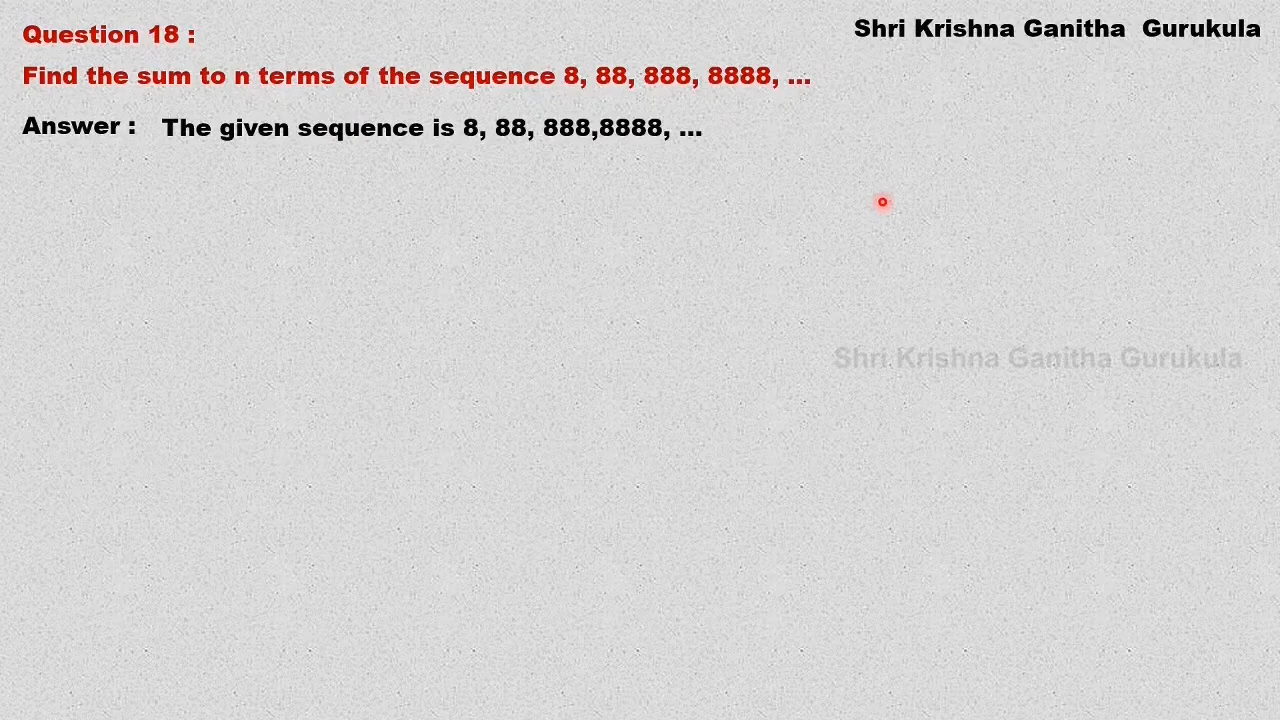 Shri Krishna Ganitha Gurukula
Question 18 :
Find the sum to n terms of the sequence 8, 88, 888, 8888, ...
Answer : The given sequence is 8, 88, 888,8888, ...
Shri Krishna Ganitha Gurukula